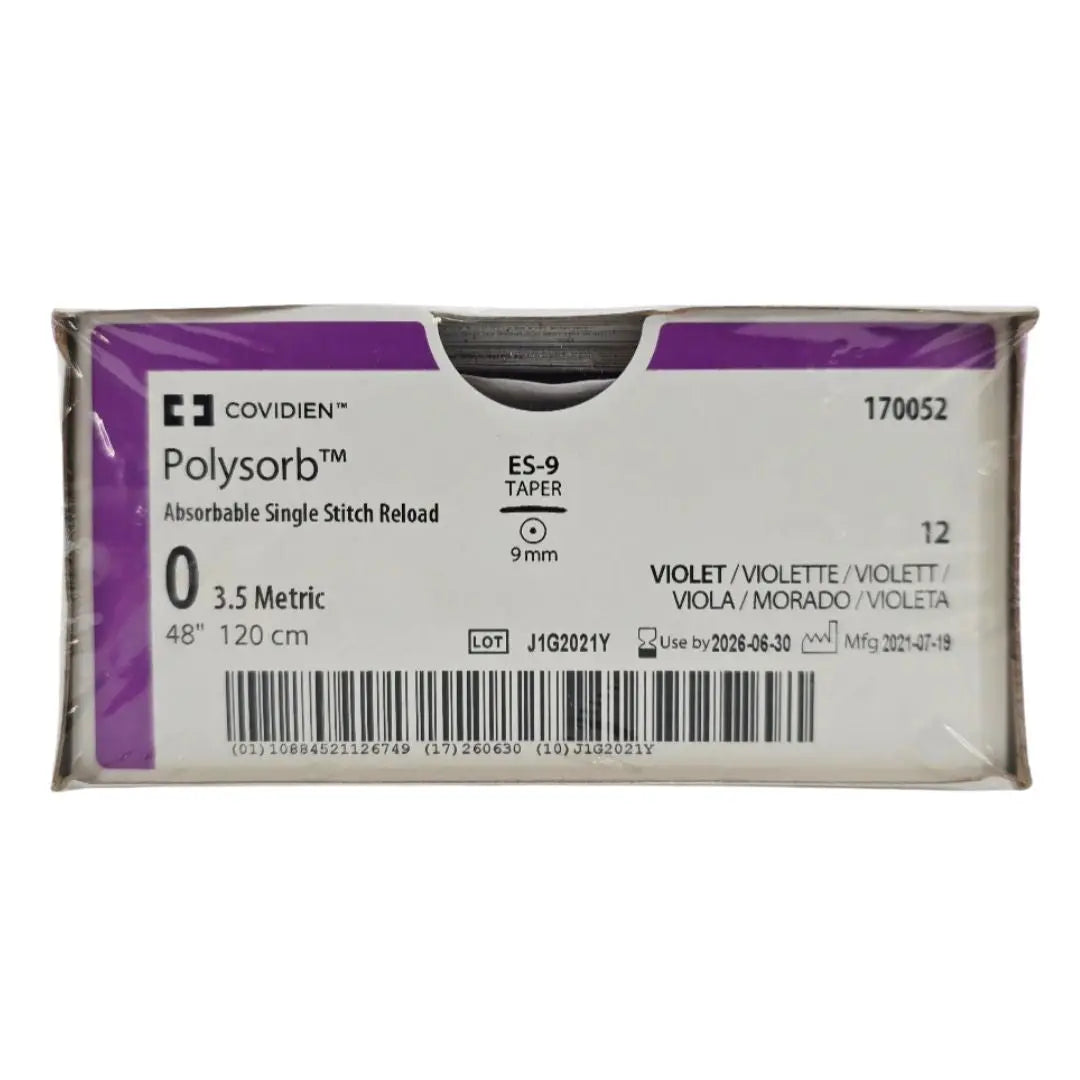 COVIDIEN™
170052
Polysorb™
Absorbable Single Stitch Reload
ES-9
TAPER
9 mm
0 3.5 Metric
48" 120 cm
12
VIOLET / VIOLETTE / VIOLETT /
VIOLA / MORADO / VIOLETA
LOT J1G2021Y Use by 2026-06-30 Mfg 2021-07-19
(01)10884521126749 (17)260630 (10)J1G2021Y